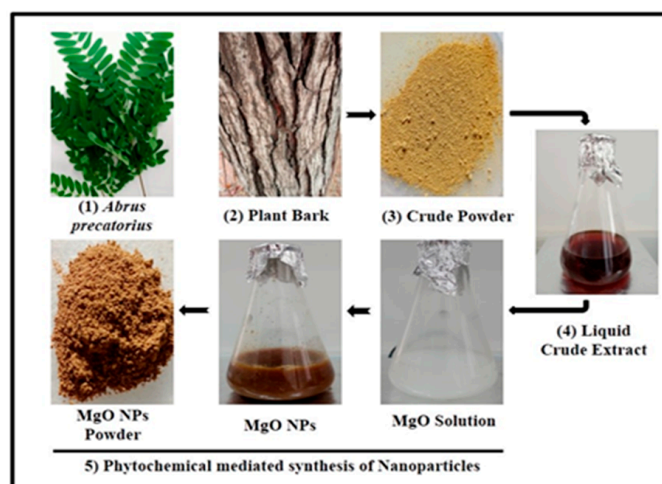 (1) Abrus
precatorius
(2) Plant Bark
(3) Crude Powder
(4) Liquid
Crude Extract
MgO NPs
Powder
MgO NPs
MgO Solution
5) Phytochemical mediated synthesis of Nanoparticles